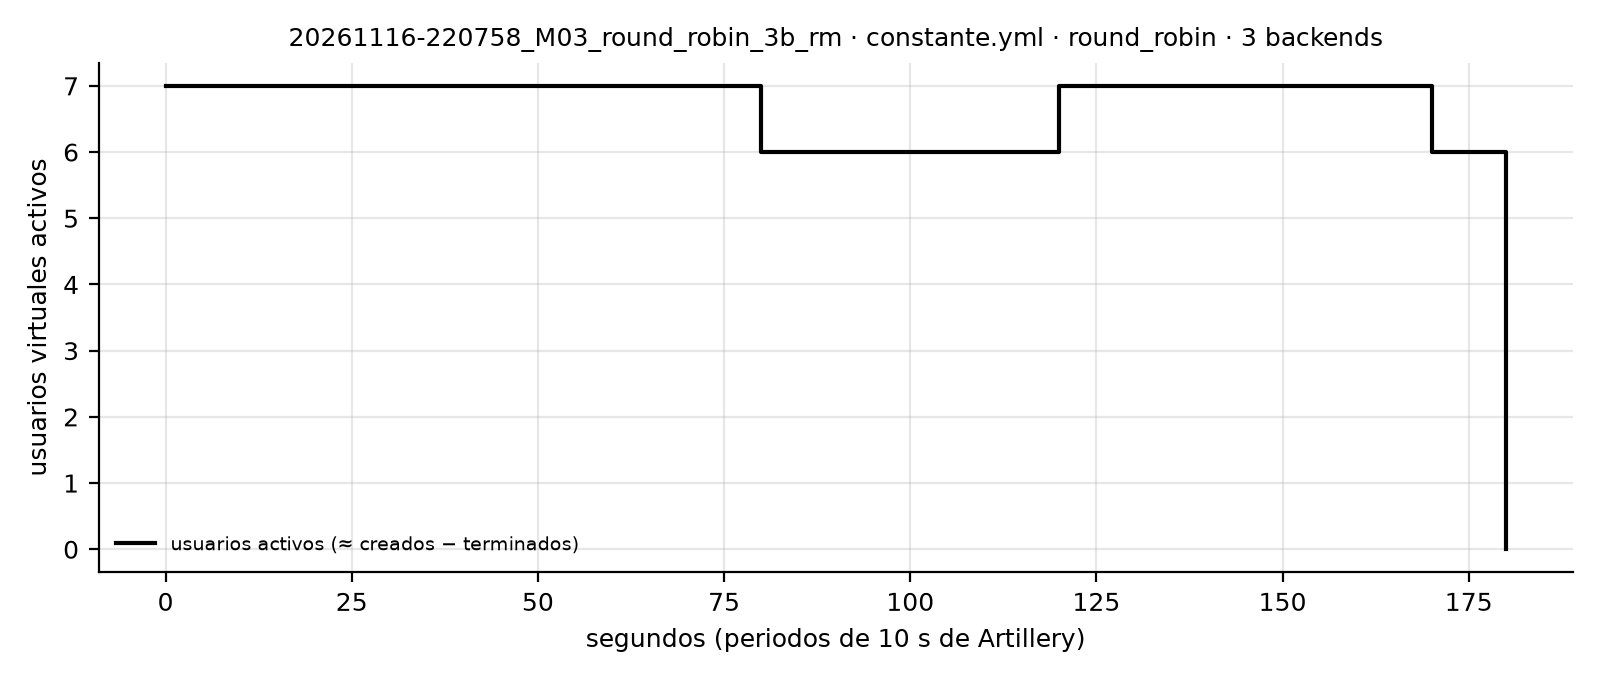 20261116-220758_M03_round_robin_3b_rm · constante.yml · round_robin · 3 backends
usuarios virtuales activos
7
6
5
4
3
2
1
0
usuarios activos (≈ creados − terminados)
0 25 50 75 100 125 150 175
segundos (periodos de 10 s de Artillery)